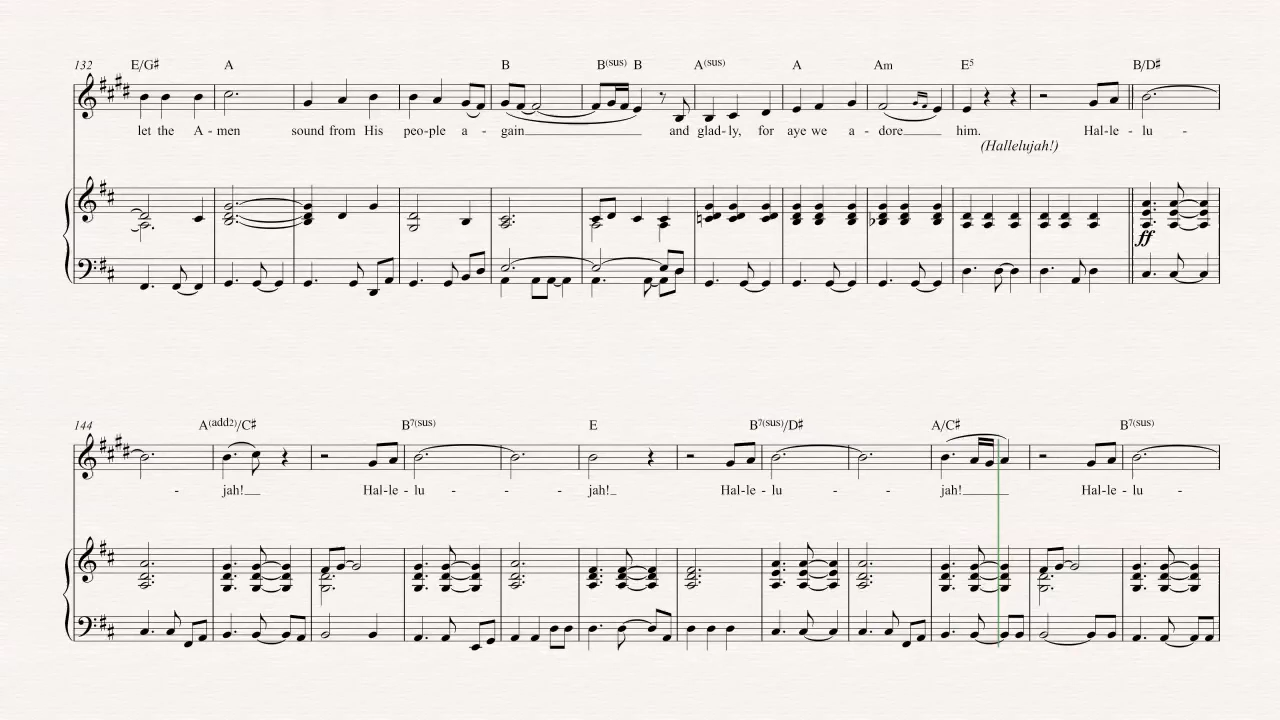 132 E/G♯ A B B(sus) B A(sus) A Am E5 B/D♯
let the A - men sound from His peo-ple a - gain and glad-ly, for aye we a - dore him. Hal-le - lu -
(Hallelujah!)
ff
144 A(add2)/C♯ B7(sus) E B7(sus)/D♯ A/C♯ B7(sus)
- jah! Hal-le - lu - - jah! Hal-le - lu - - jah! Hal-le - lu -